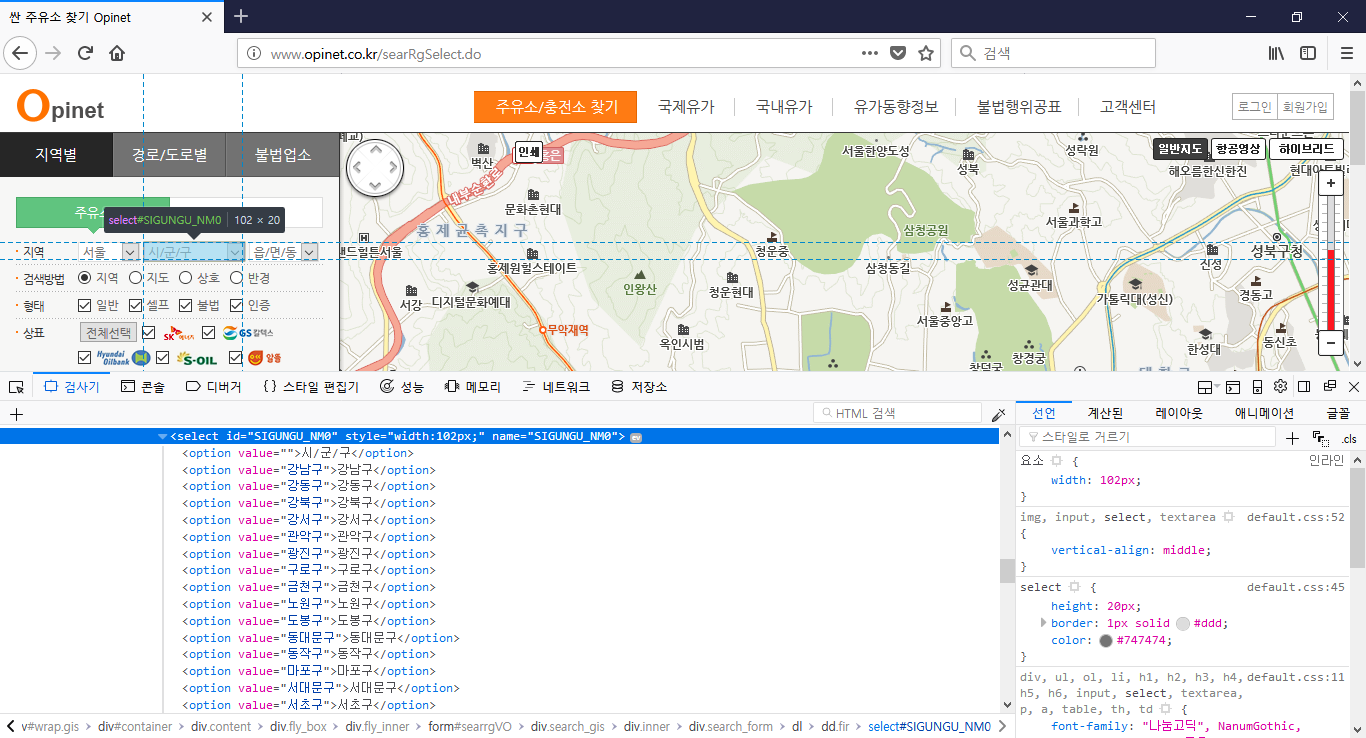 싼 주유소 찾기 Opinet
www.opinet.co.kr/searRgSelect.do
검색
Opinet
주유소/충전소 찾기 국제유가 국내유가 유가동향정보 불법행위공표 고객센터
로그인 회원가입
지역별 경로/도로별 불법업소
select#SIGUNGU_NM0 102 × 20
지역 서울 시/군/구 읍/면/동
검색방법 지역 지도 상호 반경
형태 일반 셀프 불법 인증
상표 전체선택 SK에너지 GS칼텍스
Hyundai Oilbank S-OIL 알뜰
인쇄
일반지도 항공영상 하이브리드
벽산
내부순환로
홍은
서울한양도성
성북
성락원
해오름한신한진
문화촌현대
홍제균촉지구
홍제원힐스테이트
서강
디지털문화예대
인왕산
무악재역
옥인시범
청운중
청운현대
삼청공원
삼청동길
서울과학고
성균관대
서울중앙고
가톨릭대(성신)
진성
성북구청
경동고
한성대
동신초
창경궁
창덕궁
검사기 콘솔 디버거 {} 스타일 편집기 성능 메모리 네트워크 저장소
HTML 검색
<select id="SIGUNGU_NM0" style="width:102px;" name="SIGUNGU_NM0"> ev
<option value="">시/군/구</option>
<option value="강남구">강남구</option>
<option value="강동구">강동구</option>
<option value="강북구">강북구</option>
<option value="강서구">강서구</option>
<option value="관악구">관악구</option>
<option value="광진구">광진구</option>
<option value="구로구">구로구</option>
<option value="금천구">금천구</option>
<option value="노원구">노원구</option>
<option value="도봉구">도봉구</option>
<option value="동대문구">동대문구</option>
<option value="동작구">동작구</option>
<option value="마포구">마포구</option>
<option value="서대문구">서대문구</option>
<option value="서초구">서초구</option>
v#wrap.gis div#container div.content div.fly_box div.fly_inner form#searrgVO div.search_gis div.inner div.search_form dl dd.fir select#SIGUNGU_NM0
선언 계산된 레이아웃 애니메이션 글꼴
스타일로 거르기 .cls
요소 { 인라인
width: 102px;
}
img, input, select, textarea default.css:52
{
vertical-align: middle;
}
select { default.css:45
height: 20px;
border: 1px solid #ddd;
color: #747474;
}
div, ul, ol, li, h1, h2, h3, h4, default.css:11
h5, h6, input, select, textarea,
p, a, table, th, td {
font-family: "나눔고딕", NanumGothic,